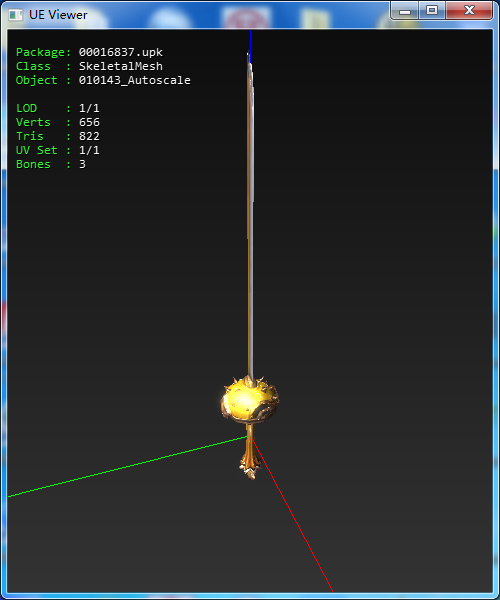 UE Viewer
Package: 00016837.upk
Class  : SkeletalMesh
Object : 010143_Autoscale
LOD    : 1/1
Verts  : 656
Tris   : 822
UV Set : 1/1
Bones  : 3